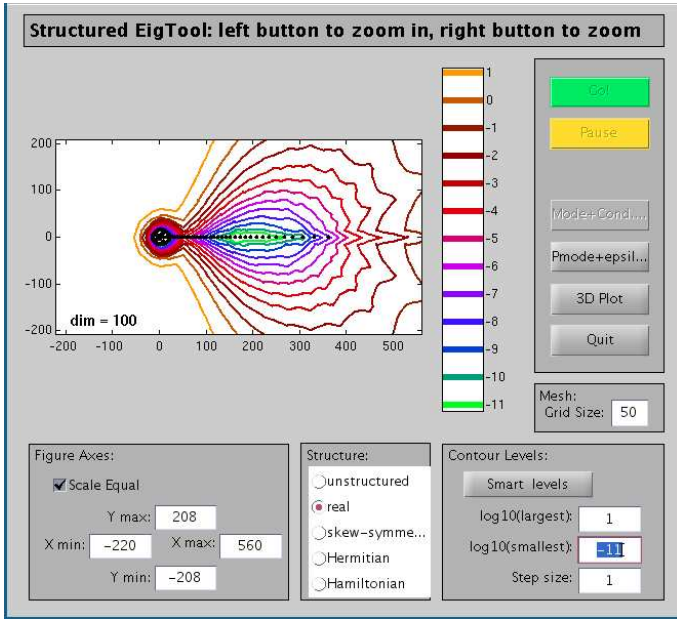 Structured EigTool: left button to zoom in, right button to zoom
200
100
0
-100
-200
-200 -100 0 100 200 300 400 500
dim = 100
1
0
-1
-2
-3
-4
-5
-6
-7
-8
-9
-10
-11
Go!
Pause
Mode+Cond....
Pmode+epsil...
3D Plot
Quit
Mesh:
Grid Size: 50
Figure Axes:
Scale Equal
Y max: 208
X min: -220 X max: 560
Y min: -208
Structure:
unstructured
real
skew-symme...
Hermitian
Hamiltonian
Contour Levels:
Smart levels
log10(largest): 1
log10(smallest): -11
Step size: 1